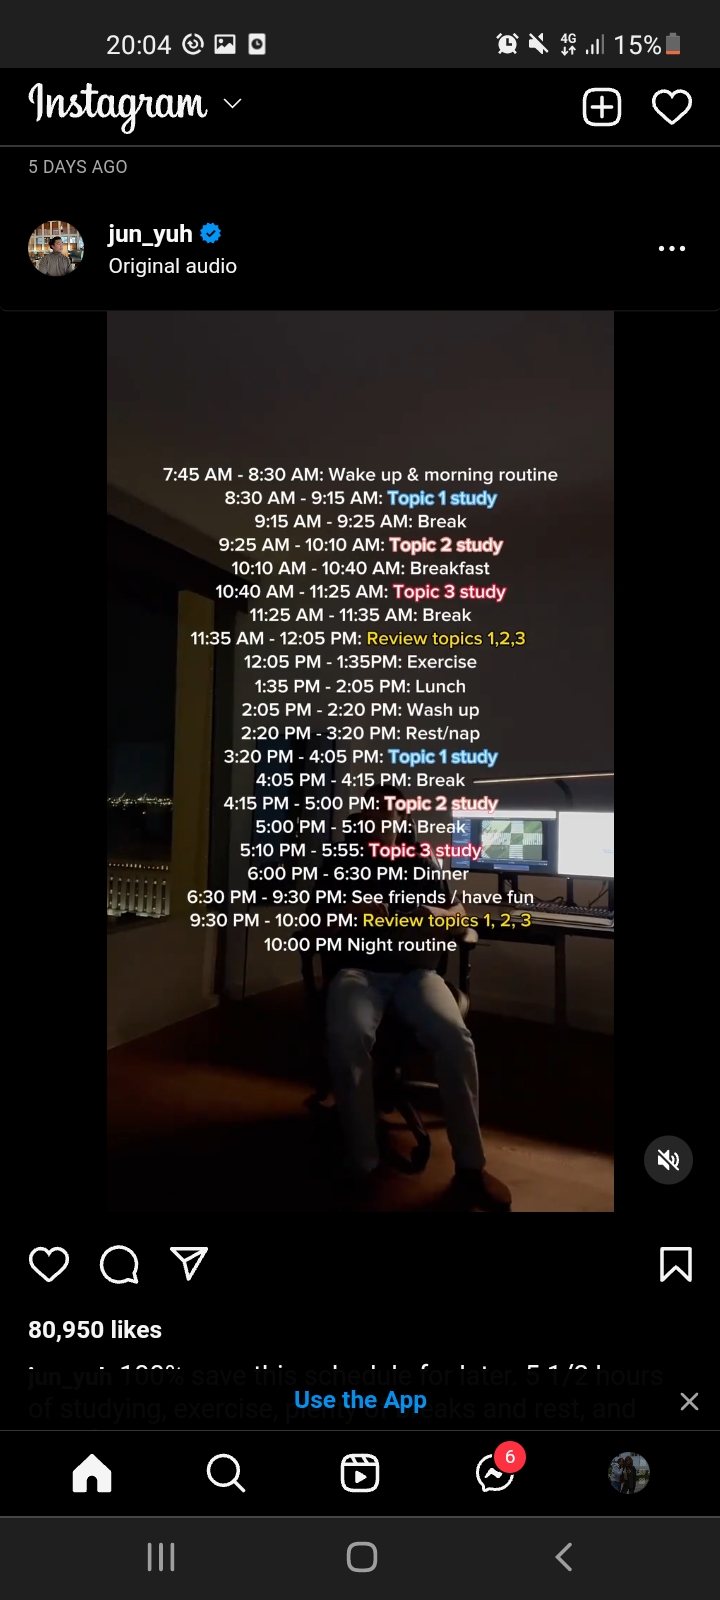 20:04 4G 15%
Instagram
5 DAYS AGO
jun_yuh
Original audio
7:45 AM - 8:30 AM: Wake up & morning routine
8:30 AM - 9:15 AM: Topic 1 study
9:15 AM - 9:25 AM: Break
9:25 AM - 10:10 AM: Topic 2 study
10:10 AM - 10:40 AM: Breakfast
10:40 AM - 11:25 AM: Topic 3 study
11:25 AM - 11:35 AM: Break
11:35 AM - 12:05 PM: Review topics 1,2,3
12:05 PM - 1:35PM: Exercise
1:35 PM - 2:05 PM: Lunch
2:05 PM - 2:20 PM: Wash up
2:20 PM - 3:20 PM: Rest/nap
3:20 PM - 4:05 PM: Topic 1 study
4:05 PM - 4:15 PM: Break
4:15 PM - 5:00 PM: Topic 2 study
5:00 PM - 5:10 PM: Break
5:10 PM - 5:55: Topic 3 study
6:00 PM - 6:30 PM: Dinner
6:30 PM - 9:30 PM: See friends / have fun
9:30 PM - 10:00 PM: Review topics 1, 2, 3
10:00 PM Night routine
80,950 likes
jun_yuh 100% save this schedule for later. 5 1/2 hours
of studying, exercise, plenty of breaks and rest, and
Use the App
6